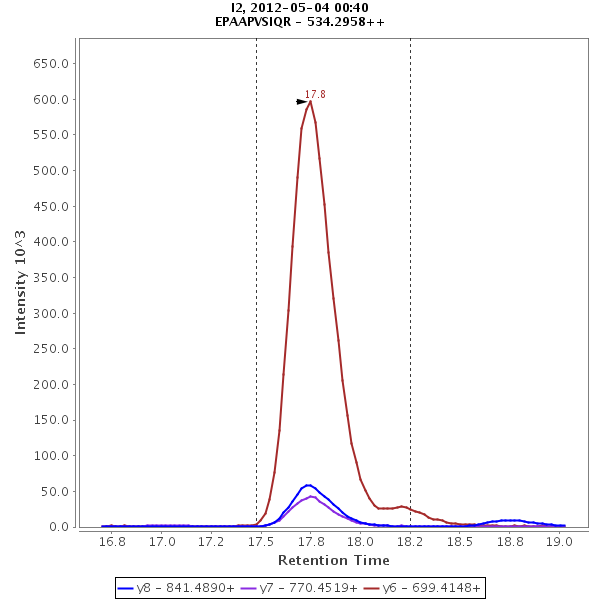 I2, 2012-05-04 00:40
EPAAPVSIQR - 534.2958++
650.0
600.0
550.0
500.0
450.0
400.0
350.0
300.0
250.0
200.0
150.0
100.0
50.0
0.0
Intensity 10^3
17.8
16.8 17.0 17.2 17.5 17.8 18.0 18.2 18.5 18.8 19.0
Retention Time
y8 - 841.4890+ y7 - 770.4519+ y6 - 699.4148+